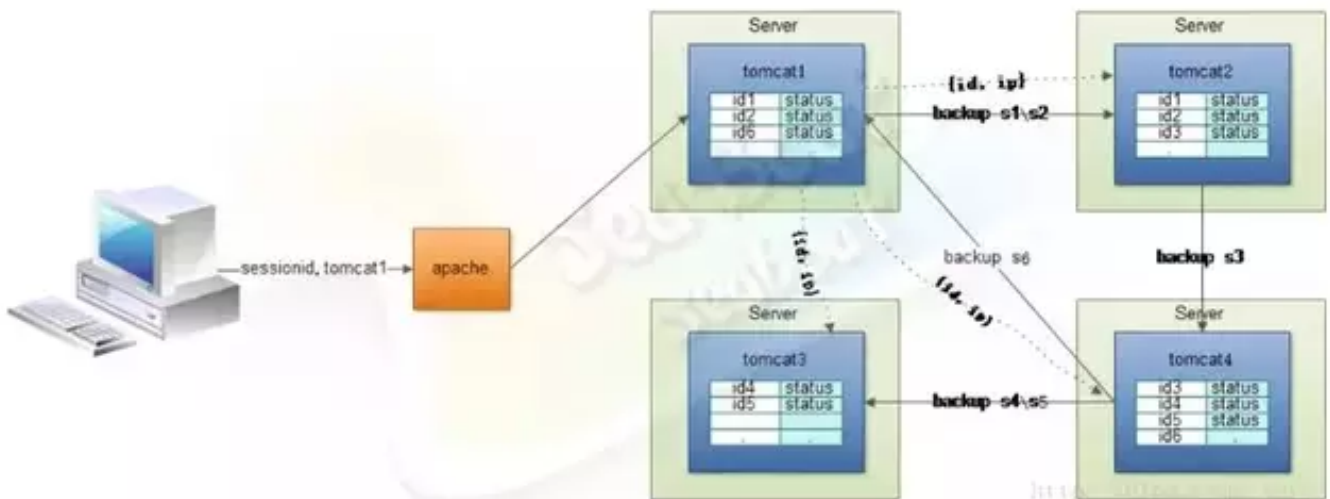 Server
tomcat1
id1 status
id2 status
id6 status
{id, ip}
backup s1\s2
Server
tomcat2
id1 status
id2 status
id3 status
.
sessionid, tomcat1
apache
{id, ip}
backup s6
{id, ip}
backup s3
Server
tomcat3
id4 status
id5 status
. .
backup s4\s5
Server
tomcat4
id3 status
id4 status
id5 status
id6 .